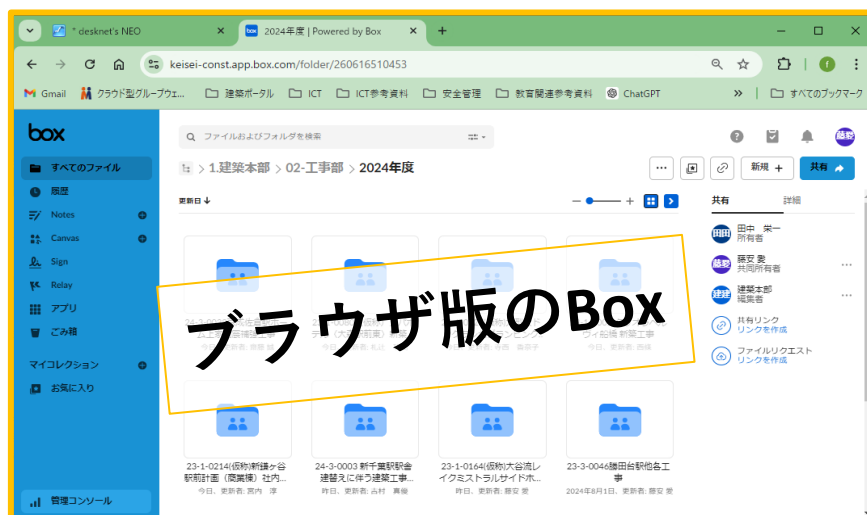 * desknet's NEO
box
2024年度 | Powered by Box
keisei-const.app.box.com/folder/260616510453
Gmail
クラウド型グループウェ...
建築ポータル
ICT
ICT参考資料
安全管理
教育関連参考資料
ChatGPT
すべてのブックマーク
box
ファイルおよびフォルダを検索
すべてのファイル
1.建築本部 > 02-工事部 > 2024年度
新規 +
共有
履歴
Notes
Canvas
Sign
Relay
アプリ
ごみ箱
マイコレクション
お気に入り
管理コンソール
更新日
共有
詳細
田中 栄一
所有者
藤安 愛
共同所有者
建築本部
編集者
共有リンク
リンクを作成
ファイルリクエスト
リンクを作成
ブラウザ版のBox
23-1-0214(仮称)新鎌ヶ谷
駅前計画（商業棟）社内...
今日、更新者: 宮内 淳
24-3-0003 新千葉駅駅舎
建替えに伴う建築工事...
昨日、更新者: 古村 真優
23-1-0164(仮称)大谷流レ
イクミストラルサイドホ...
昨日、更新者: 藤安 愛
23-3-0046勝田台駅他各工
事
2024年8月1日、更新者: 藤安 愛